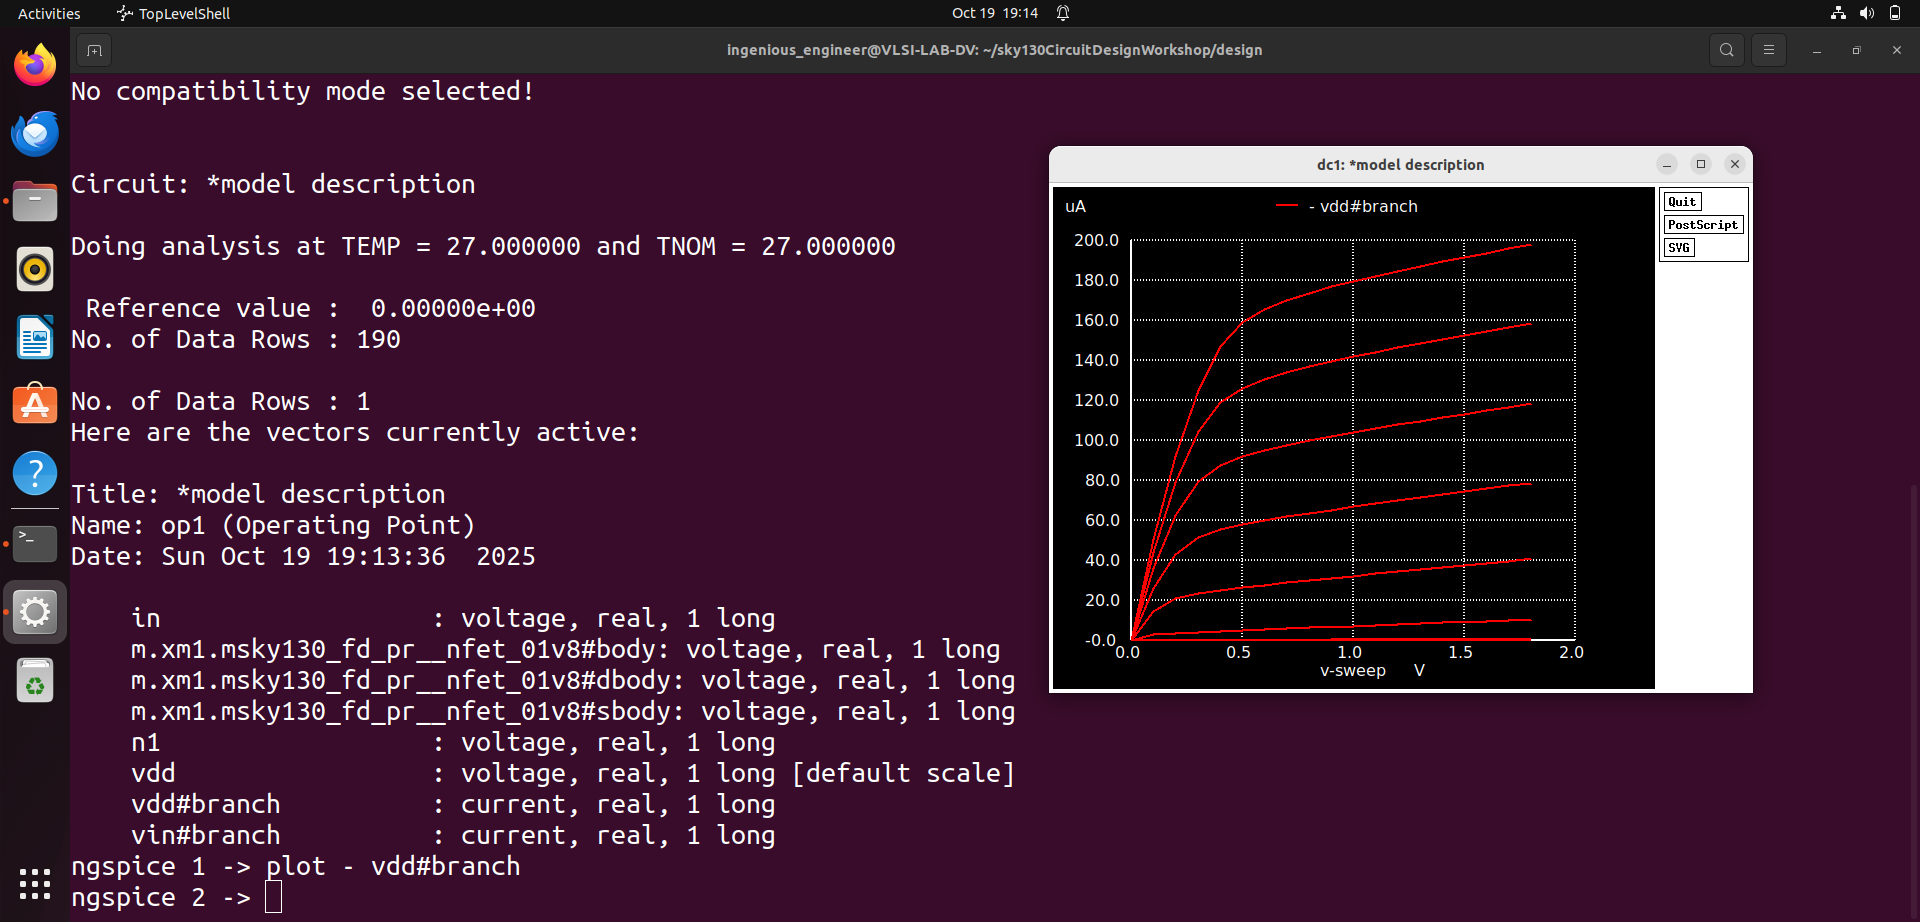 Activities
TopLevelShell
Oct 19 19:14
ingenious_engineer@VLSI-LAB-DV: ~/sky130CircuitDesignWorkshop/design
No compatibility mode selected!
Circuit: *model description
Doing analysis at TEMP = 27.000000 and TNOM = 27.000000
Reference value :  0.00000e+00
No. of Data Rows : 190
No. of Data Rows : 1
Here are the vectors currently active:
Title: *model description
Name: op1 (Operating Point)
Date: Sun Oct 19 19:13:36  2025
in : voltage, real, 1 long
m.xm1.msky130_fd_pr__nfet_01v8#body: voltage, real, 1 long
m.xm1.msky130_fd_pr__nfet_01v8#dbody: voltage, real, 1 long
m.xm1.msky130_fd_pr__nfet_01v8#sbody: voltage, real, 1 long
n1 : voltage, real, 1 long
vdd : voltage, real, 1 long [default scale]
vdd#branch : current, real, 1 long
vin#branch : current, real, 1 long
ngspice 1 -> plot - vdd#branch
ngspice 2 ->
dc1: *model description
uA
- vdd#branch
200.0
180.0
160.0
140.0
120.0
100.0
80.0
60.0
40.0
20.0
-0.0
0.0 0.5 1.0 1.5 2.0
v-sweep V
Quit
PostScript
SVG